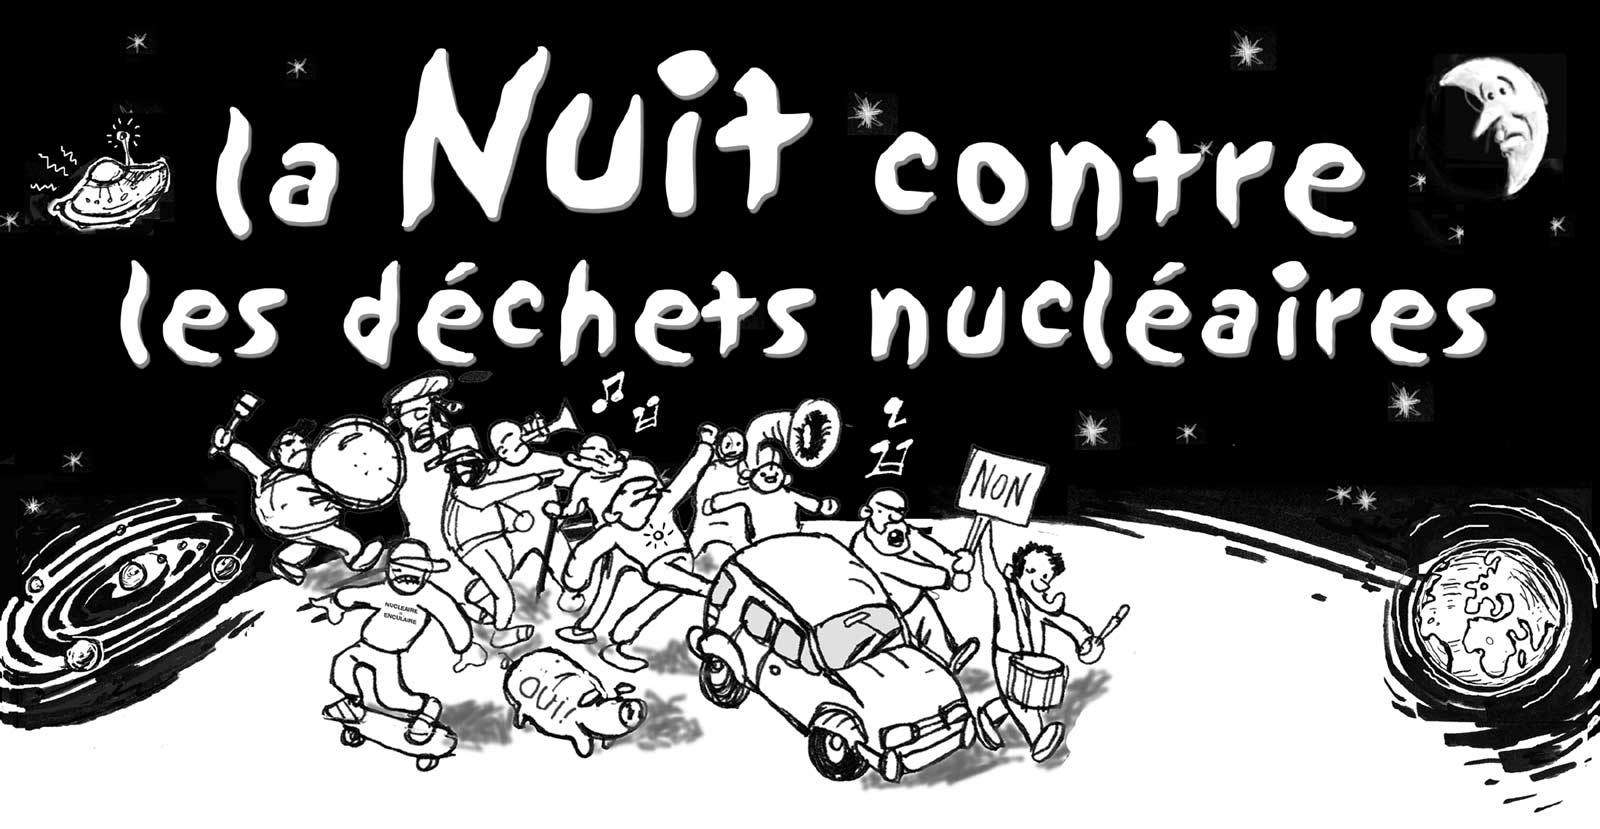 la Nuit contre
les déchets nucléaires
NON
NUCLEAIRE
=
ENCULAIRE
OUI!